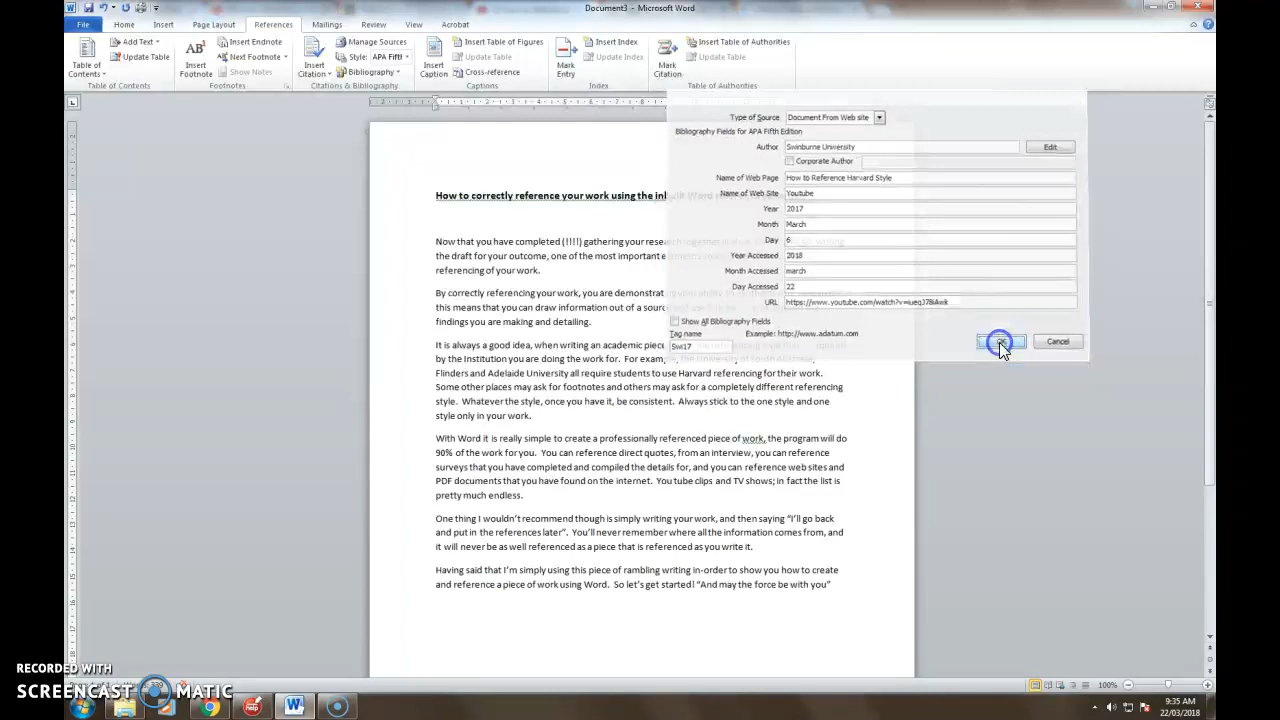 Document3 - Microsoft Word
File Home Insert Page Layout References Mailings Review View Acrobat
Table of Contents
Add Text
Update Table
Table of Contents
AB1
Insert Footnote
Insert Endnote
Next Footnote
Show Notes
Footnotes
Insert Citation
Manage Sources
Style: APA Fifth
Bibliography
Citations & Bibliography
Insert Caption
Insert Table of Figures
Update Table
Cross-reference
Captions
Mark Entry
Insert Index
Update Index
Index
Mark Citation
Insert Table of Authorities
Update Table
Table of Authorities
Type of Source Document From Web site
Bibliography Fields for APA Fifth Edition
Author Swinburne University Edit
Corporate Author
Name of Web Page How to Reference Harvard Style
Name of Web Site Youtube
Year 2017
Month March
Day 6
Year Accessed 2018
Month Accessed march
Day Accessed 22
URL
Show All Bibliography Fields
Tag name Example: http://www.adatum.com
Swi17
OK Cancel
How to correctly reference your work using the inbuilt Word
Now that you have completed (!!!!) gathering your research
the draft for your outcome, one of the most important
referencing of your work.
By correctly referencing your work, you are demonstrating
this means that you can draw information out of a source
findings you are making and detailing.
It is always a good idea, when writing an academic piece
by the Institution you are doing the work for. For example, the University of South Australia,
Flinders and Adelaide University all require students to use Harvard referencing for their work.
Some other places may ask for footnotes and others may ask for a completely different referencing
style. Whatever the style, once you have it, be consistent. Always stick to the one style and one
style only in your work.
With Word it is really simple to create a professionally referenced piece of work, the program will do
90% of the work for you. You can reference direct quotes, from an interview, you can reference
surveys that you have completed and compiled the details for, and you can reference web sites and
PDF documents that you have found on the internet. You tube clips and TV shows; in fact the list is
pretty much endless.
One thing I wouldn't recommend though is simply writing your work, and then saying "I'll go back
and put in the references later". You'll never remember where all the information comes from, and
it will never be as well referenced as a piece that is referenced as you write it.
Having said that I'm simply using this piece of rambling writing in-order to show you how to create
and reference a piece of work using Word. So let's get started! "And may the force be with you"
RECORDED WITH
SCREENCAST MATIC
100%
9:35 AM
22/03/2018